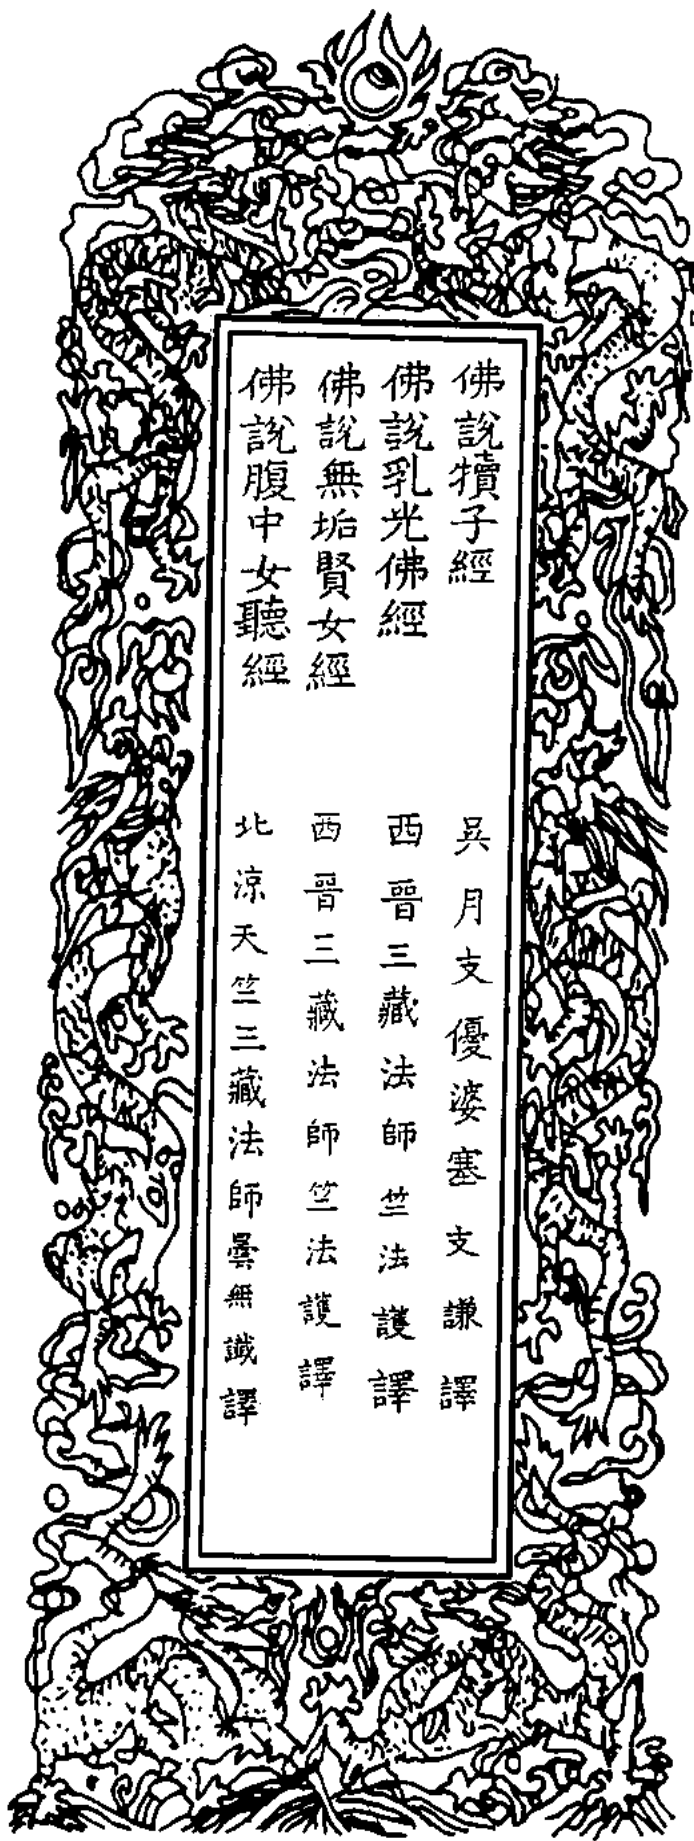 佛說犢子經 吳月支優婆塞支謙譯
佛說乳光佛經 西晉三藏法師竺法護譯
佛說無垢賢女經 西晉三藏法師竺法護譯
佛說腹中女聽經 北涼天竺三藏法師曇無讖譯